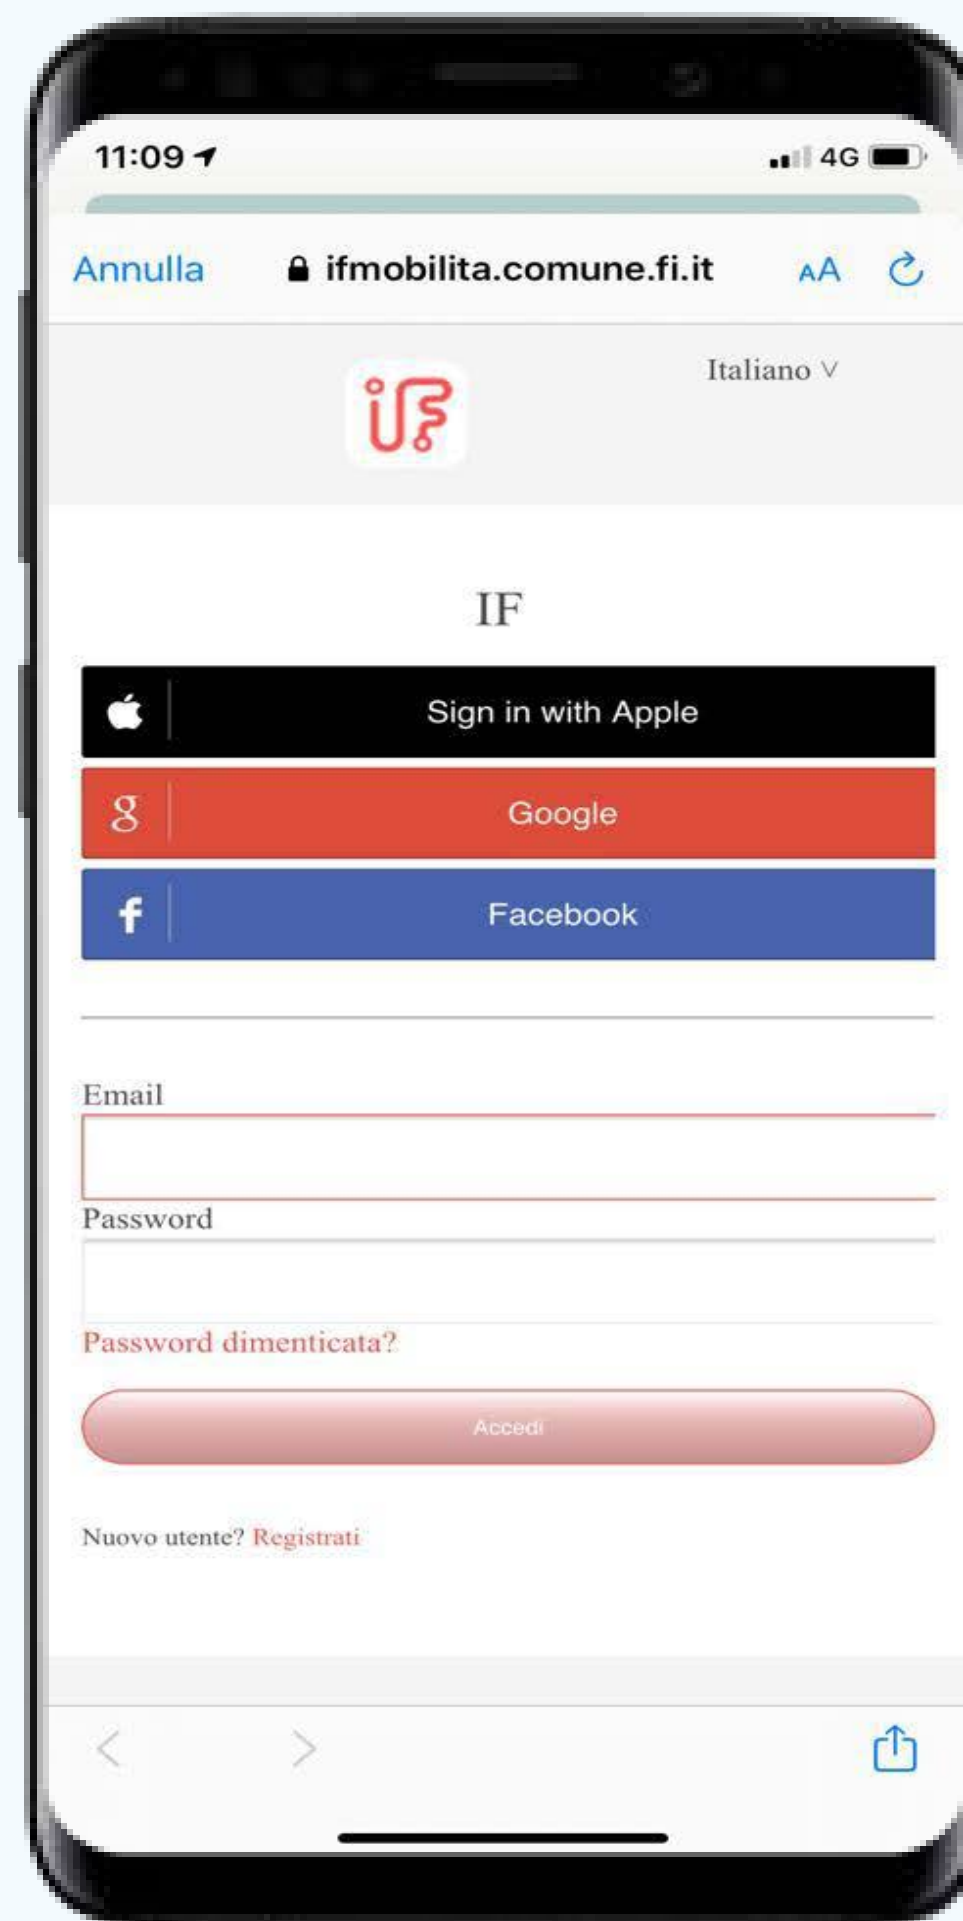 11:09
4G
Annulla ifmobilita.comune.fi.it AA
Italiano
iF
IF
Sign in with Apple
g Google
f Facebook
Email
Password
Password dimenticata?
Accedi
Nuovo utente? Registrati